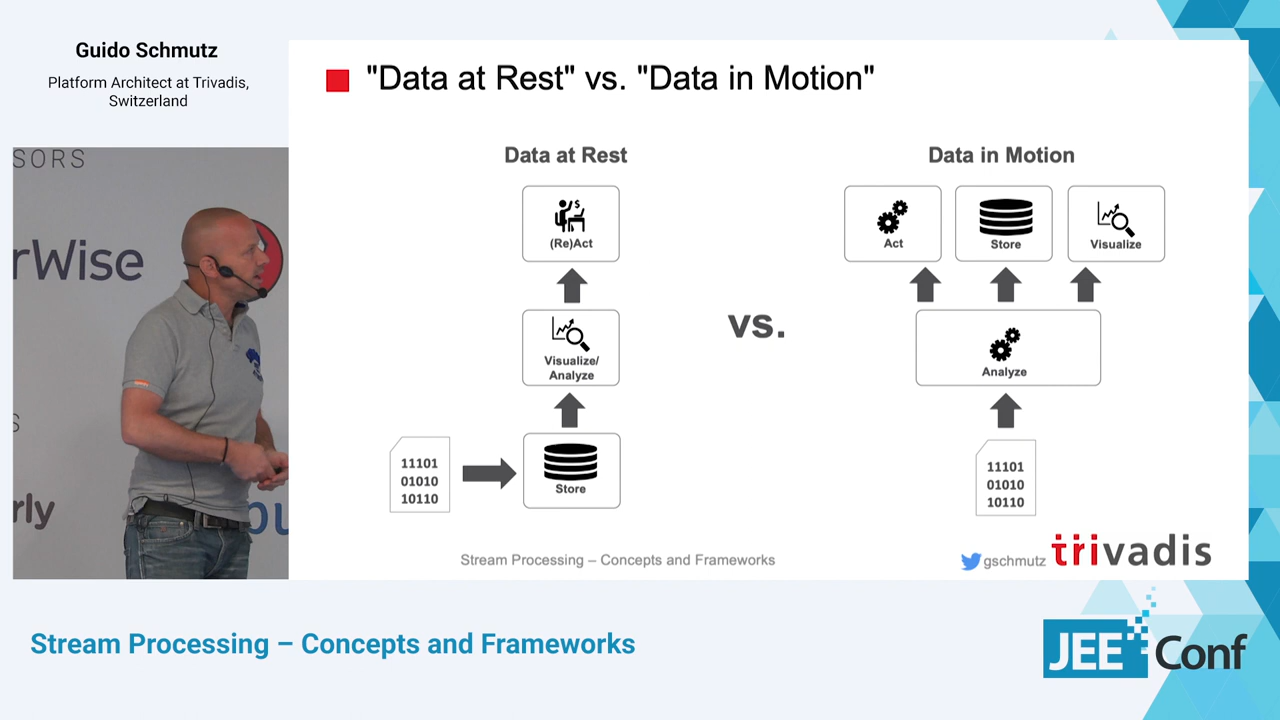 Guido Schmutz
Platform Architect at Trivadis,
Switzerland
SORS
rWise
S
rly
ou
"Data at Rest" vs. "Data in Motion"
Data at Rest
(Re)Act
Visualize/
Analyze
11101
01010
10110
Store
vs.
Data in Motion
Act
Store
Visualize
Analyze
11101
01010
10110
Stream Processing – Concepts and Frameworks
gschmutz
trivadis
Stream Processing – Concepts and Frameworks
JEE Conf